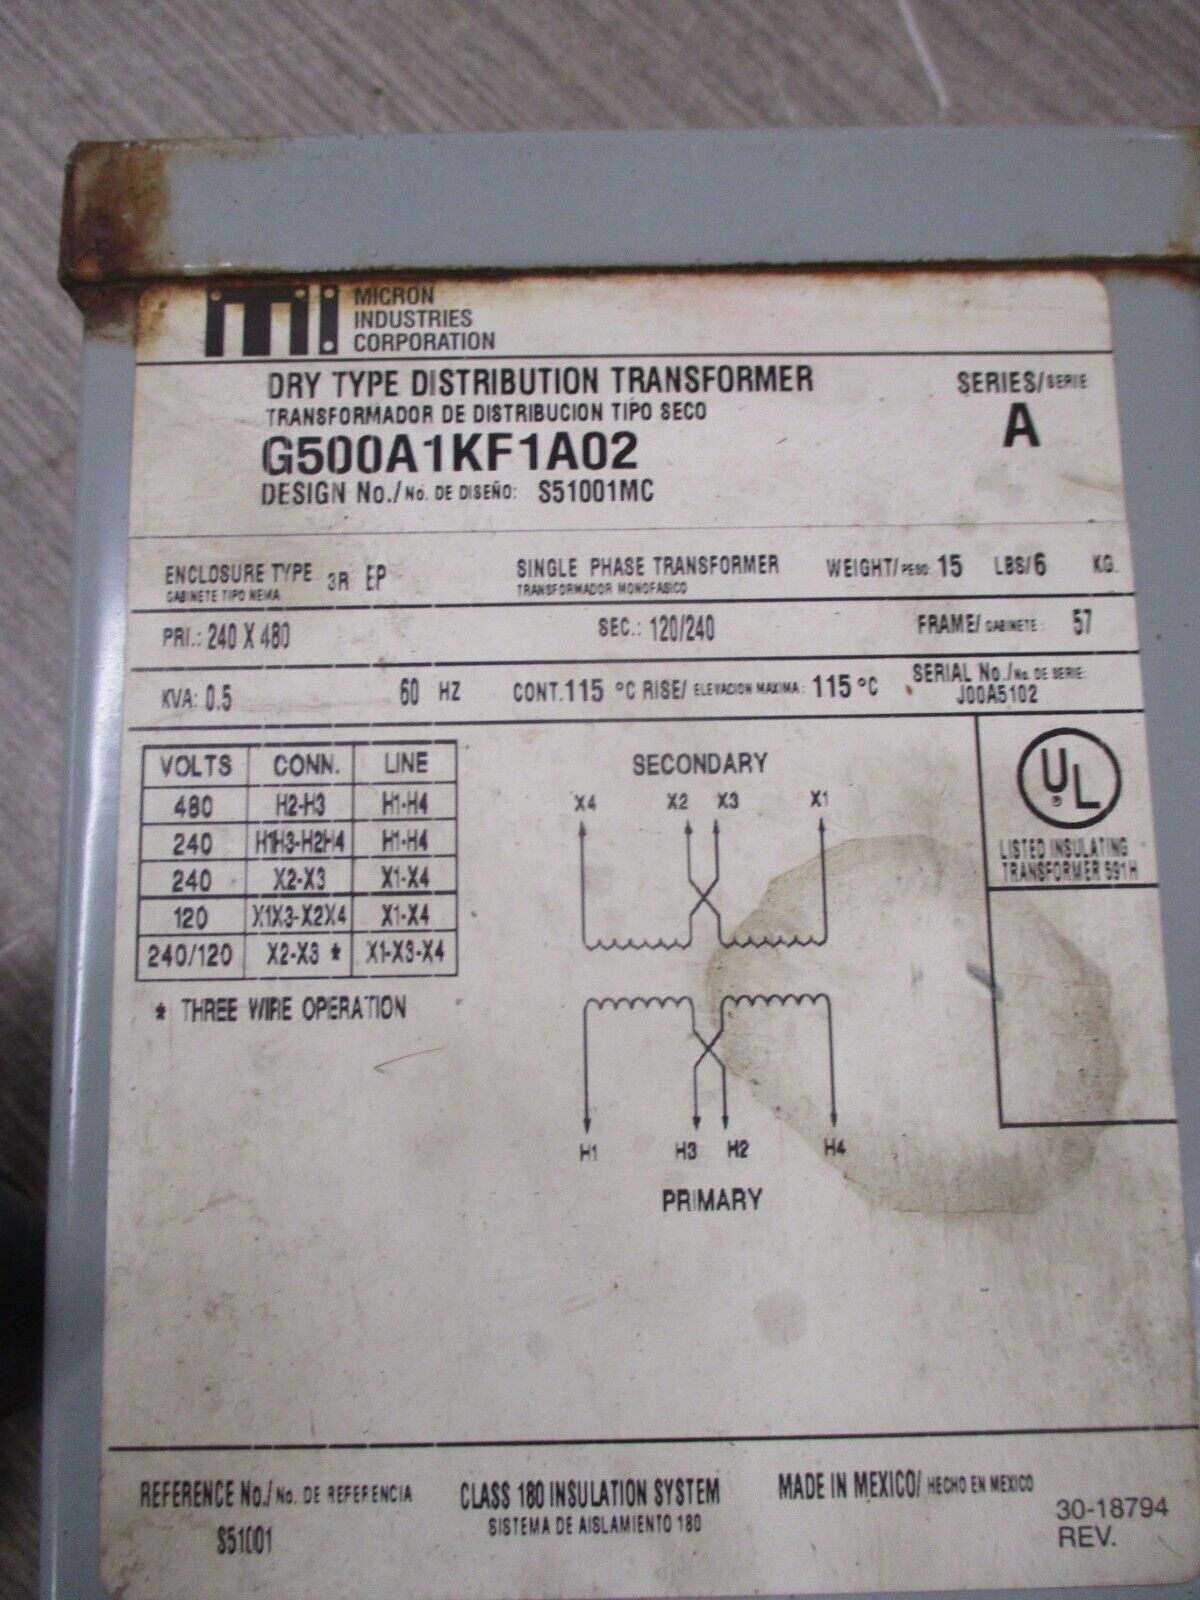 MICRON
INDUSTRIES
CORPORATION
DRY TYPE DISTRIBUTION TRANSFORMER
TRANSFORMADOR DE DISTRIBUCION TIPO SECO
SERIES/SERIE
A
G500A1KF1A02
DESIGN No./No. DE DISEÑO: S51001MC
ENCLOSURE TYPE 3R EP
GABINETE TIPO NEMA
SINGLE PHASE TRANSFORMER
TRANSFORMADOR MONOFASICO
WEIGHT/PESO 15 LBS/6 KG.
PRI.: 240 X 480 SEC.: 120/240 FRAME/GABINETE: 57
KVA: 0.5 60 HZ CONT. 115 °C RISE/ELEVACION MAXIMA: 115 °C
SERIAL No./No. DE SERIE:
J00A5102
VOLTS CONN. LINE
480 H2-H3 H1-H4
240 H1H3-H2H4 H1-H4
240 X2-X3 X1-X4
120 X1X3-X2X4 X1-X4
240/120 X2-X3 * X1-X3-X4
* THREE WIRE OPERATION
SECONDARY
X4 X2 X3 X1
H1 H3 H2 H4
PRIMARY
UL
®
LISTED INSULATING
TRANSFORMER 591H
REFERENCE No./No. DE REFERENCIA
S51001
CLASS 180 INSULATION SYSTEM
SISTEMA DE AISLAMIENTO 180
MADE IN MEXICO/HECHO EN MEXICO
30-18794
REV.